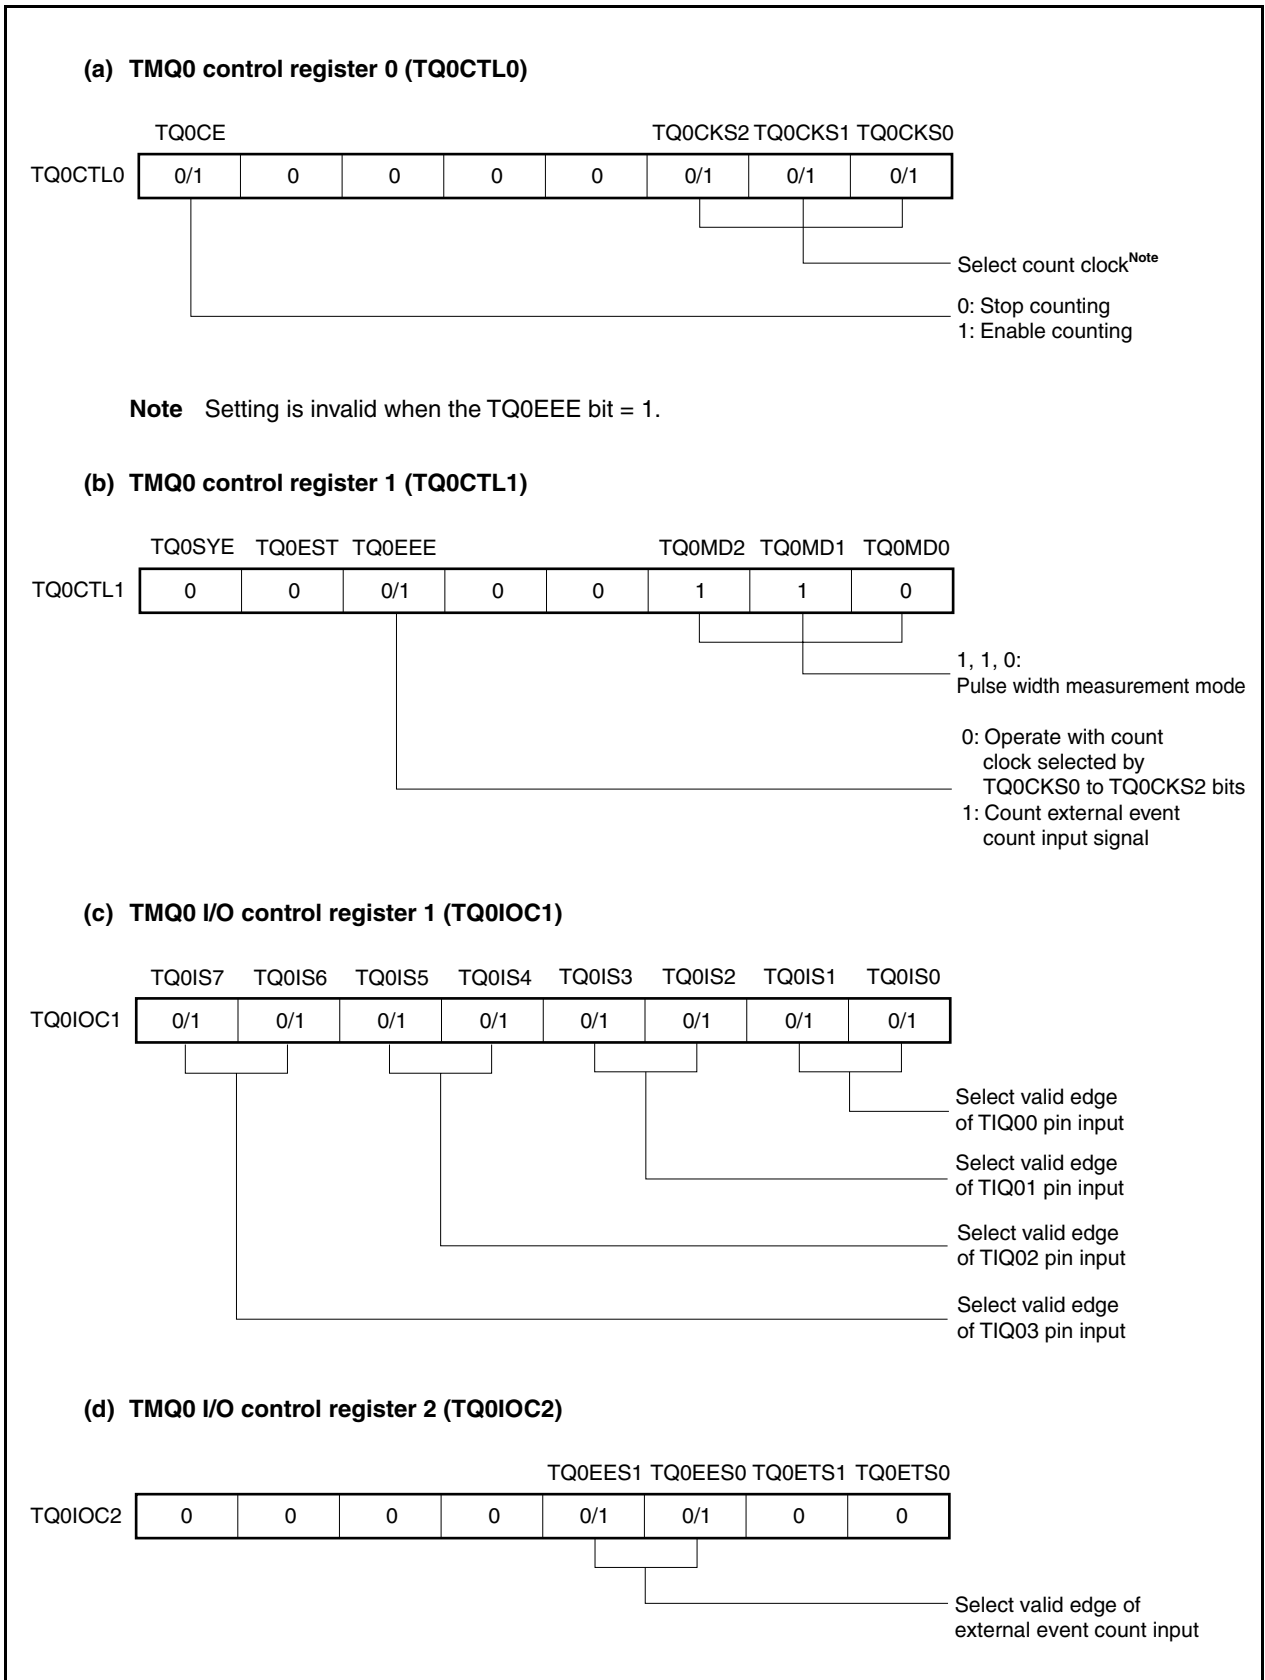 (a) TMQ0 control register 0 (TQ0CTL0)
TQ0CE TQ0CKS2 TQ0CKS1 TQ0CKS0
TQ0CTL0 0/1 0 0 0 0 0/1 0/1 0/1
Select count clockNote
0: Stop counting
1: Enable counting
Note Setting is invalid when the TQ0EEE bit = 1.
(b) TMQ0 control register 1 (TQ0CTL1)
TQ0SYE TQ0EST TQ0EEE TQ0MD2 TQ0MD1 TQ0MD0
TQ0CTL1 0 0 0/1 0 0 1 1 0
1, 1, 0:
Pulse width measurement mode
0: Operate with count
clock selected by
TQ0CKS0 to TQ0CKS2 bits
1: Count external event
count input signal
(c) TMQ0 I/O control register 1 (TQ0IOC1)
TQ0IS7 TQ0IS6 TQ0IS5 TQ0IS4 TQ0IS3 TQ0IS2 TQ0IS1 TQ0IS0
TQ0IOC1 0/1 0/1 0/1 0/1 0/1 0/1 0/1 0/1
Select valid edge
of TIQ00 pin input
Select valid edge
of TIQ01 pin input
Select valid edge
of TIQ02 pin input
Select valid edge
of TIQ03 pin input
(d) TMQ0 I/O control register 2 (TQ0IOC2)
TQ0EES1 TQ0EES0 TQ0ETS1 TQ0ETS0
TQ0IOC2 0 0 0 0 0/1 0/1 0 0
Select valid edge of
external event count input